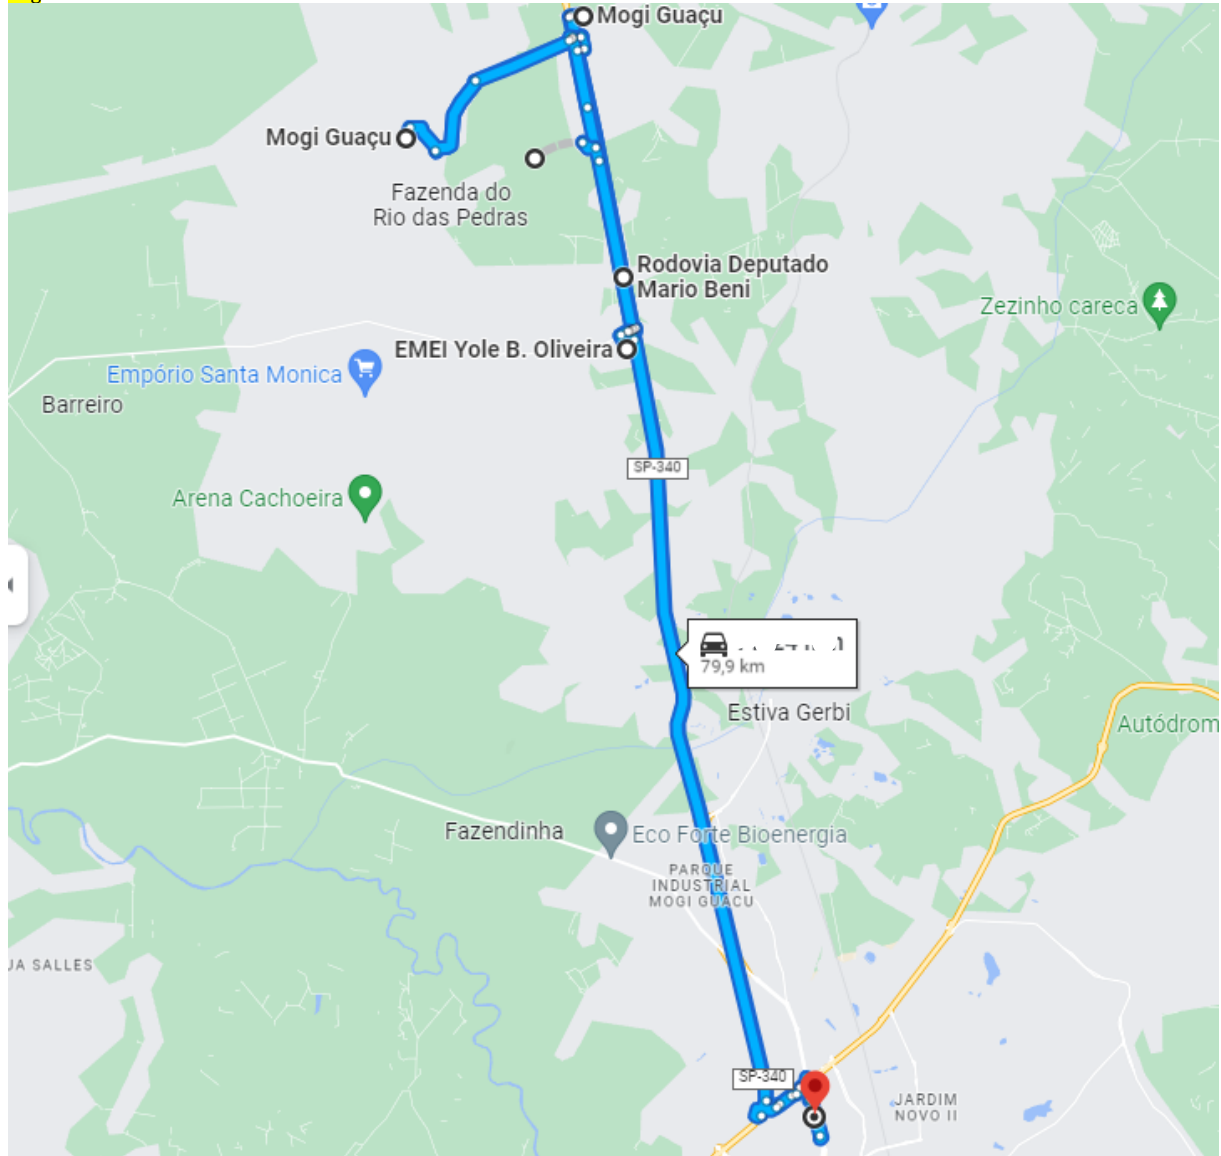 Mogi Guaçu
Mogi Guaçu
Fazenda do
Rio das Pedras
Rodovia Deputado
Mario Beni
Zezinho careca
EMEI Yole B. Oliveira
Empório Santa Monica
Barreiro
SP-340
Arena Cachoeira
79,9 km
Estiva Gerbi
Autódrom
Fazendinha
Eco Forte Bioenergia
PARQUE
INDUSTRIAL
MOGI GUACU
JA SALLES
SP-340
JARDIM
NOVO II